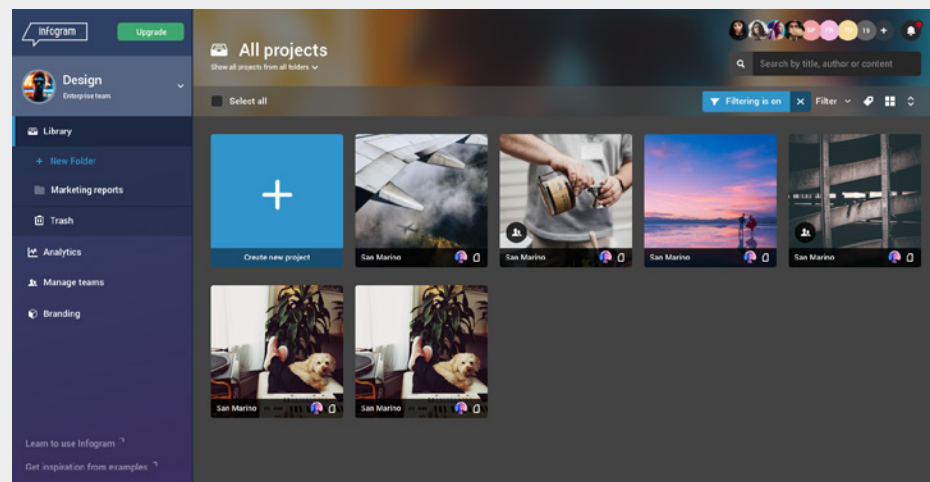 infogram
Upgrade
Design
Enterprise team
Library
+ New Folder
Marketing reports
Trash
Analytics
Manage teams
Branding
Learn to use Infogram
Get inspiration from examples
All projects
Show all projects from all folders
19 +
Search by title, author or content
Select all
Filtering is on
Filter
Create new project
San Marino
San Marino
San Marino
San Marino
San Marino
San Marino